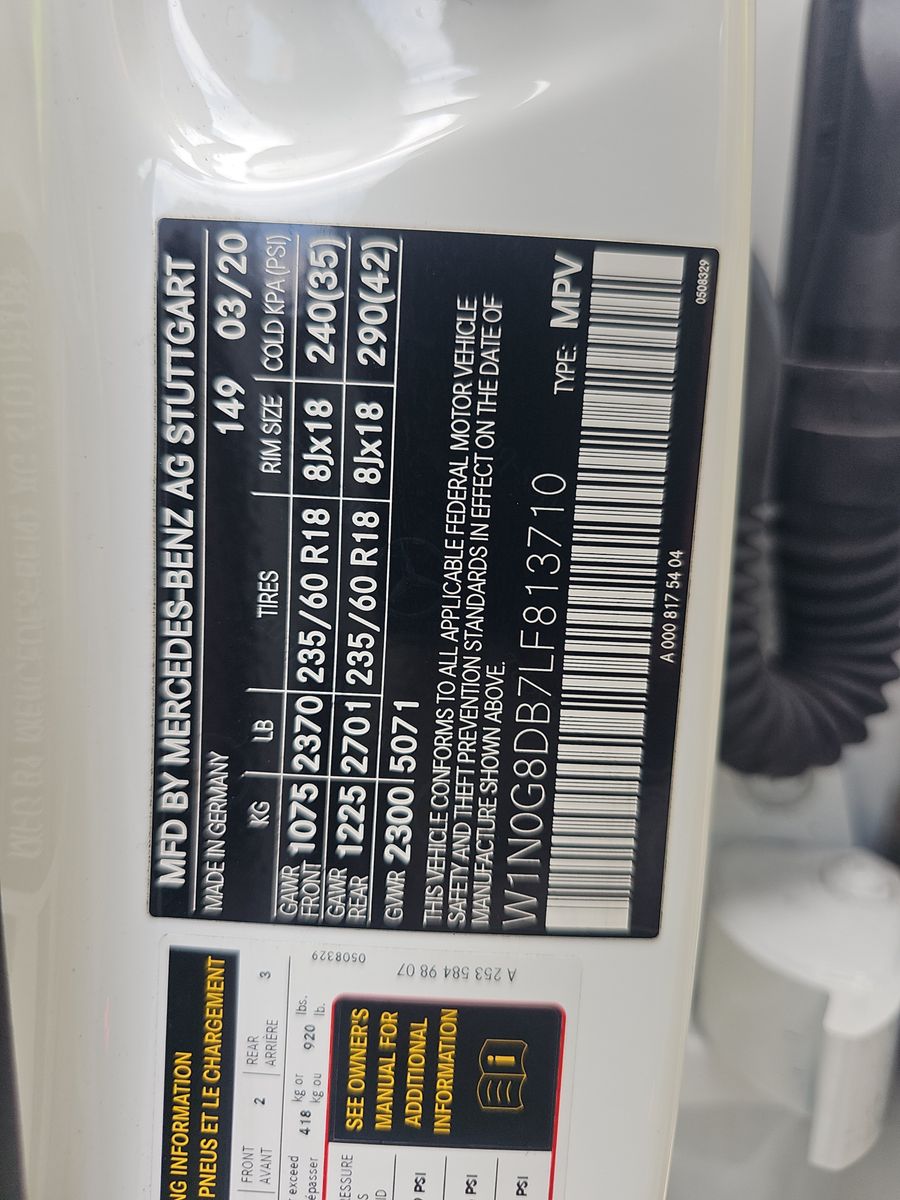 MFD BY MERCEDES-BENZ AG STUTTGART
MADE IN GERMANY 149 03/20
KG LB TIRES RIM SIZE COLD KPA(PSI)
GAWR FRONT 1075 2370 235/60 R18 8Jx18 240(35)
GAWR REAR 1225 2701 235/60 R18 8Jx18 290(42)
GVWR 2300 5071
THIS VEHICLE CONFORMS TO ALL APPLICABLE FEDERAL MOTOR VEHICLE
SAFETY AND THEFT PREVENTION STANDARDS IN EFFECT ON THE DATE OF
MANUFACTURE SHOWN ABOVE.
W1N0G8DB7LF813710 TYPE: MPV
A 000 817 54 04
0508329
INFORMATION
PNEUS ET LE CHARGEMENT
FRONT 2 REAR 3
AVANT ARRIÈRE
exceed 418 kg or 920 lbs.
kg ou lb.
SEE OWNER'S
MANUAL FOR
ADDITIONAL
INFORMATION
i
PSI
PSI
PSI
0508329
A 253 584 98 07